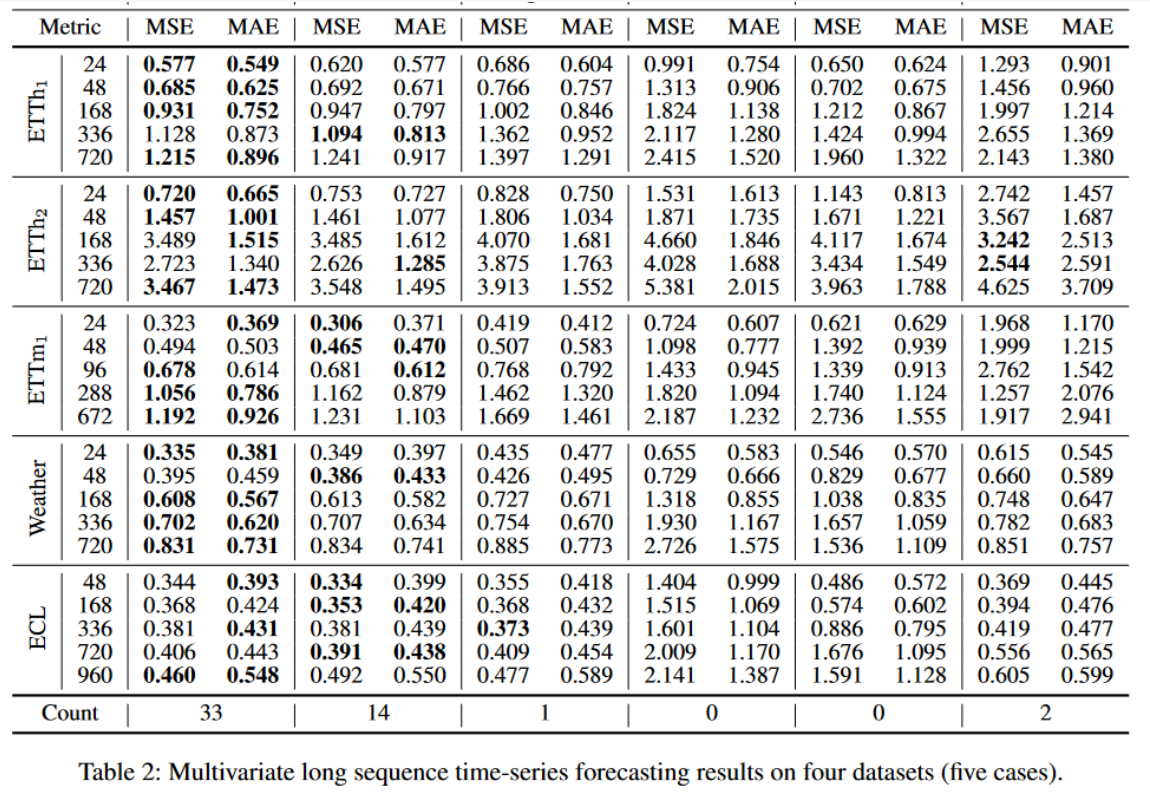 Metric MSE MAE MSE MAE MSE MAE MSE MAE MSE MAE MSE MAE
ETTh1
24 0.577 0.549 0.620 0.577 0.686 0.604 0.991 0.754 0.650 0.624 1.293 0.901
48 0.685 0.625 0.692 0.671 0.766 0.757 1.313 0.906 0.702 0.675 1.456 0.960
168 0.931 0.752 0.947 0.797 1.002 0.846 1.824 1.138 1.212 0.867 1.997 1.214
336 1.128 0.873 1.094 0.813 1.362 0.952 2.117 1.280 1.424 0.994 2.655 1.369
720 1.215 0.896 1.241 0.917 1.397 1.291 2.415 1.520 1.960 1.322 2.143 1.380
ETTh2
24 0.720 0.665 0.753 0.727 0.828 0.750 1.531 1.613 1.143 0.813 2.742 1.457
48 1.457 1.001 1.461 1.077 1.806 1.034 1.871 1.735 1.671 1.221 3.567 1.687
168 3.489 1.515 3.485 1.612 4.070 1.681 4.660 1.846 4.117 1.674 3.242 2.513
336 2.723 1.340 2.626 1.285 3.875 1.763 4.028 1.688 3.434 1.549 2.544 2.591
720 3.467 1.473 3.548 1.495 3.913 1.552 5.381 2.015 3.963 1.788 4.625 3.709
ETTm1
24 0.323 0.369 0.306 0.371 0.419 0.412 0.724 0.607 0.621 0.629 1.968 1.170
48 0.494 0.503 0.465 0.470 0.507 0.583 1.098 0.777 1.392 0.939 1.999 1.215
96 0.678 0.614 0.681 0.612 0.768 0.792 1.433 0.945 1.339 0.913 2.762 1.542
288 1.056 0.786 1.162 0.879 1.462 1.320 1.820 1.094 1.740 1.124 1.257 2.076
672 1.192 0.926 1.231 1.103 1.669 1.461 2.187 1.232 2.736 1.555 1.917 2.941
Weather
24 0.335 0.381 0.349 0.397 0.435 0.477 0.655 0.583 0.546 0.570 0.615 0.545
48 0.395 0.459 0.386 0.433 0.426 0.495 0.729 0.666 0.829 0.677 0.660 0.589
168 0.608 0.567 0.613 0.582 0.727 0.671 1.318 0.855 1.038 0.835 0.748 0.647
336 0.702 0.620 0.707 0.634 0.754 0.670 1.930 1.167 1.657 1.059 0.782 0.683
720 0.831 0.731 0.834 0.741 0.885 0.773 2.726 1.575 1.536 1.109 0.851 0.757
ECL
48 0.344 0.393 0.334 0.399 0.355 0.418 1.404 0.999 0.486 0.572 0.369 0.445
168 0.368 0.424 0.353 0.420 0.368 0.432 1.515 1.069 0.574 0.602 0.394 0.476
336 0.381 0.431 0.381 0.439 0.373 0.439 1.601 1.104 0.886 0.795 0.419 0.477
720 0.406 0.443 0.391 0.438 0.409 0.454 2.009 1.170 1.676 1.095 0.556 0.565
960 0.460 0.548 0.492 0.550 0.477 0.589 2.141 1.387 1.591 1.128 0.605 0.599
Count 33 14 1 0 0 2
Table 2: Multivariate long sequence time-series forecasting results on four datasets (five cases).